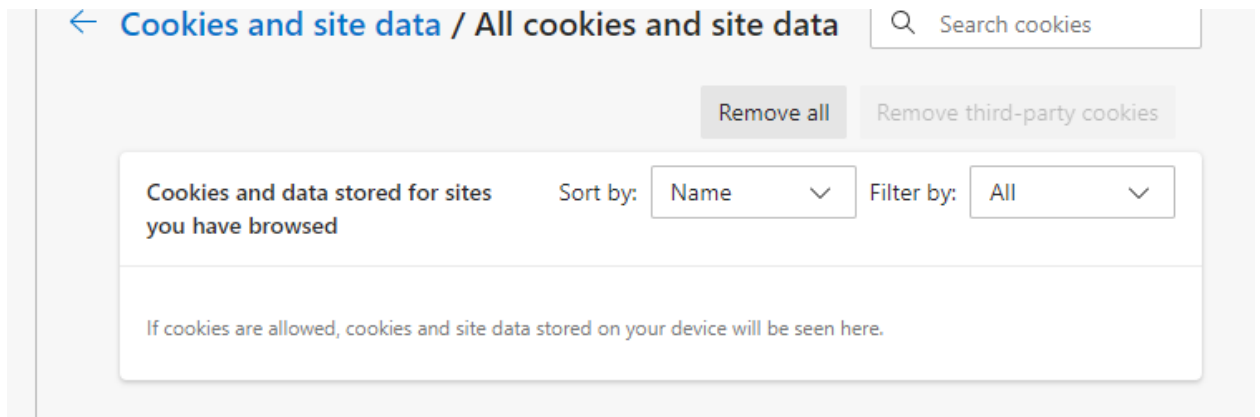 Cookies and site data / All cookies and site data
Search cookies
Remove all
Remove third-party cookies
Cookies and data stored for sites
you have browsed
Sort by:
Name
Filter by:
All
If cookies are allowed, cookies and site data stored on your device will be seen here.